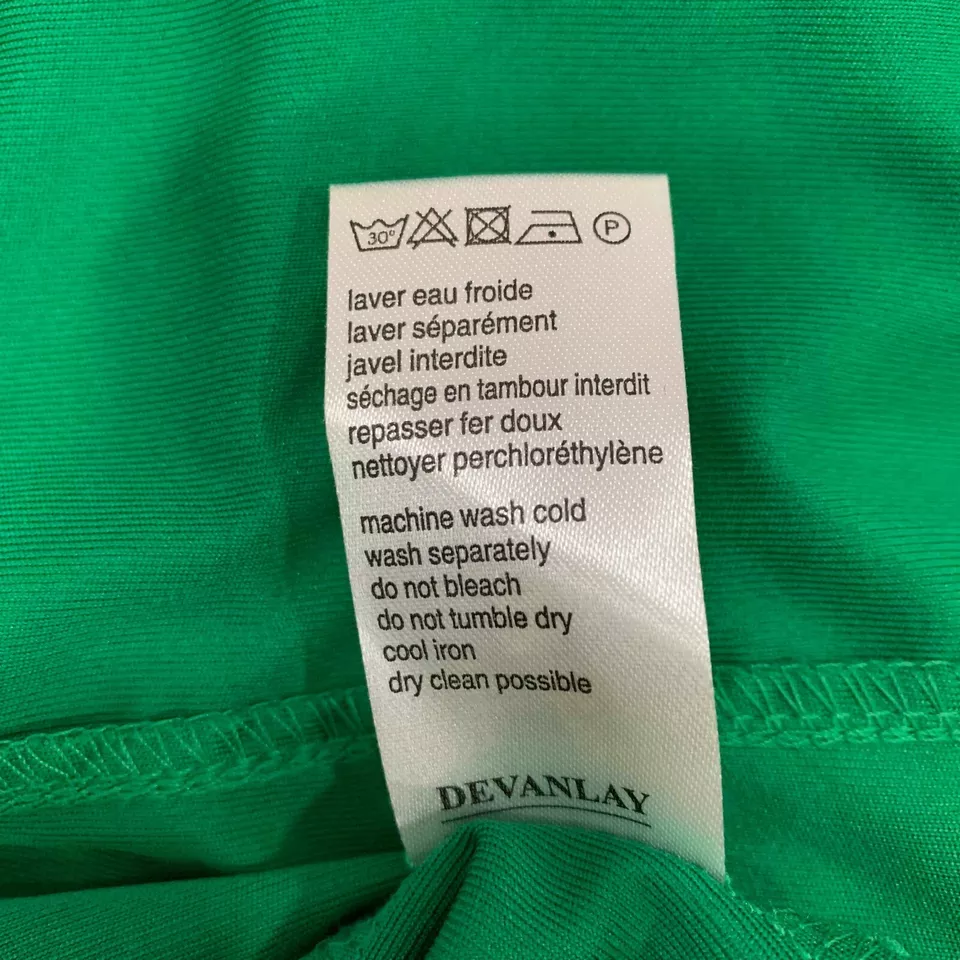 30°
P
laver eau froide
laver séparément
javel interdite
séchage en tambour interdit
repasser fer doux
nettoyer perchloréthylène
machine wash cold
wash separately
do not bleach
do not tumble dry
cool iron
dry clean possible
DEVANLAY